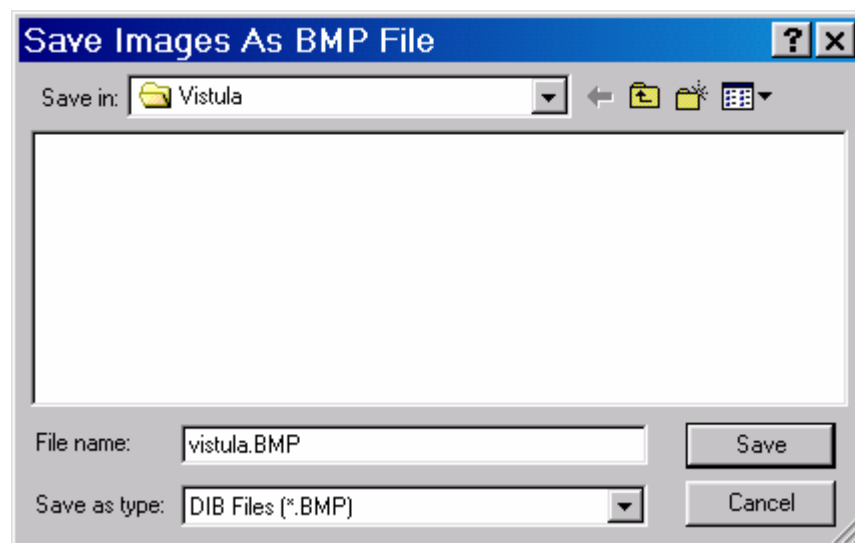 Save Images As BMP File
Save in: Vistula
File name: vistula.BMP Save
Save as type: DIB Files (*.BMP) Cancel